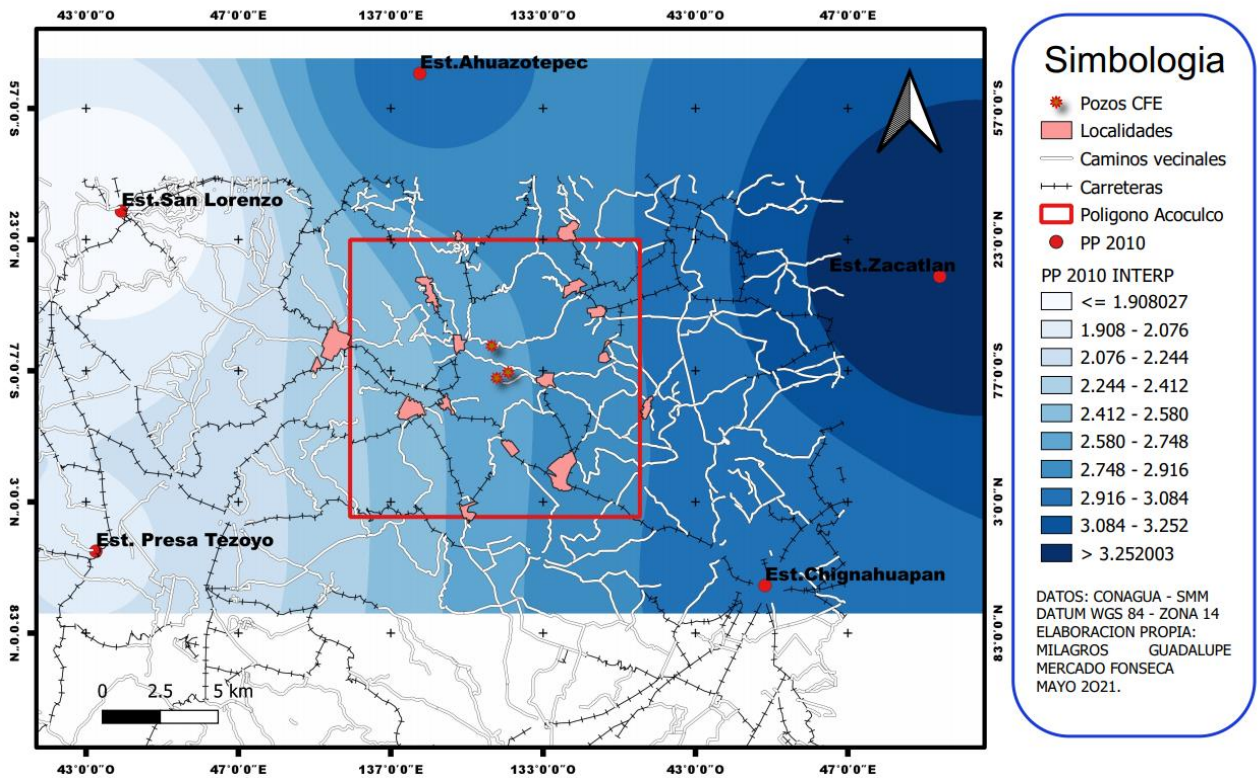 43°0'0"O 47°0'0"E 137°0'0"O 133°0'0"O 43°0'0"O 47°0'0"E
57°0'0"S
23°0'0"N
77°0'0"S
3°0'0"N
83°0'0"N
Est.Ahuazotepec
Est.San Lorenzo
Est.Zacatlan
Est. Presa Tezoyo
Est.Chignahuapan
0 2.5 5 km
57°0'0"S
23°0'0"N
77°0'0"S
3°0'0"N
83°0'0"N
43°0'0"O 47°0'0"E 137°0'0"O 133°0'0"O 43°0'0"O 47°0'0"E
Simbologia
Pozos CFE
Localidades
Caminos vecinales
Carreteras
Poligono Acoculco
PP 2010
PP 2010 INTERP
<= 1.908027
1.908 - 2.076
2.076 - 2.244
2.244 - 2.412
2.412 - 2.580
2.580 - 2.748
2.748 - 2.916
2.916 - 3.084
3.084 - 3.252
> 3.252003
DATOS: CONAGUA - SMM
DATUM WGS 84 - ZONA 14
ELABORACION PROPIA:
MILAGROS GUADALUPE
MERCADO FONSECA
MAYO 2O21.